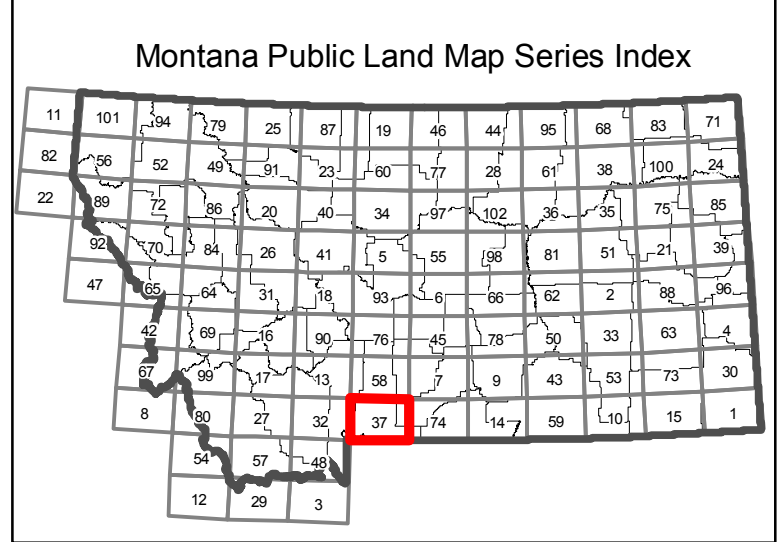 Montana Public Land Map Series Index
11 101 94 79 25 87 19 46 44 95 68 83 71
82 56 52 49 91 23 60 77 28 61 38 100 24
22 89 72 86 20 40 34 97 102 36 35 75 85
92 70 84 26 41 5 55 98 81 51 21 39
47 65 64 31 18 93 6 66 62 2 88 96
42 69 16 90 76 45 78 50 33 63 4
67 99 17 13 58 7 9 43 53 73 30
8 80 27 32 37 74 14 59 10 15 1
54 57 48
12 29 3